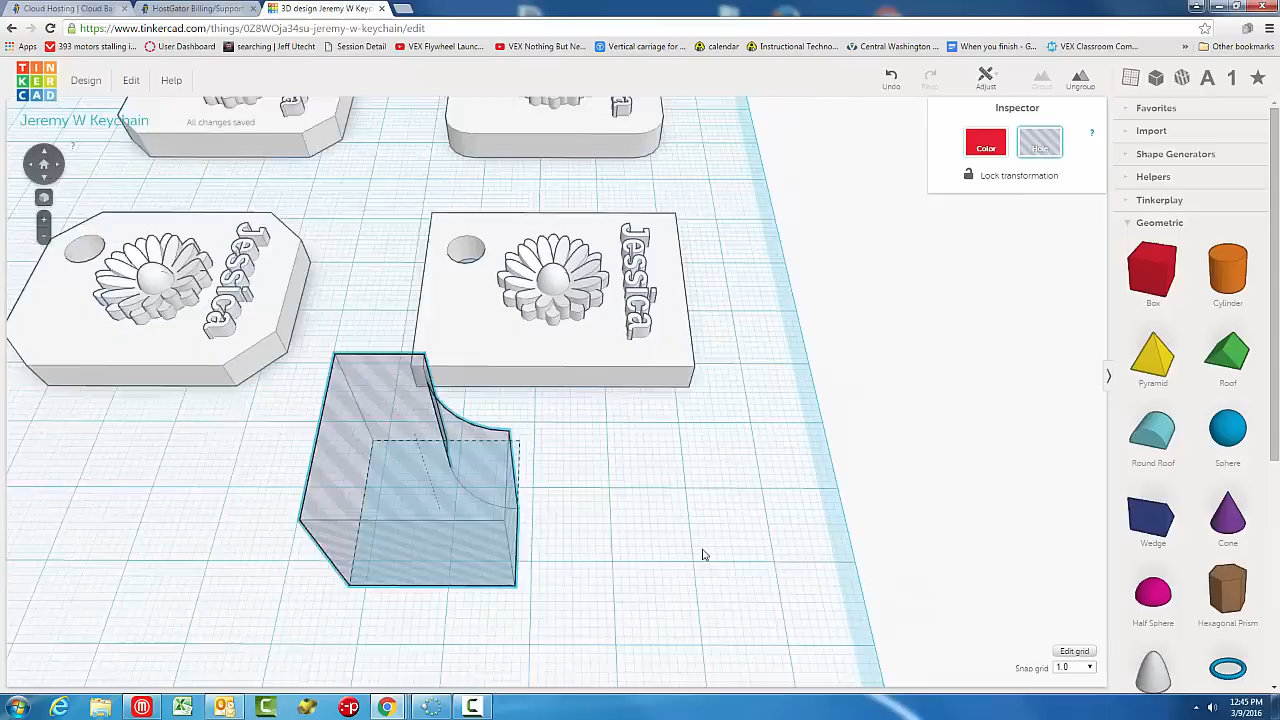 Cloud Hosting | Cloud Ba
HostGator Billing/Support
3D design Jeremy W Keych
https://www.tinkercad.com/things/0Z8WOja34su-jeremy-w-keychain/edit
Apps
393 motors stalling...
User Dashboard
searching | Jeff Utecht
Session Detail
VEX Flywheel Launc...
VEX Nothing But Ne...
Vertical carriage for ...
calendar
Instructional Techno...
Central Washington ...
When you finish - G...
VEX Classroom Com...
»
Other bookmarks
TIN
KER
CAD
Design
Edit
Help
Undo
Redo
Adjust
Group
Ungroup
Jeremy W Keychain
All changes saved
?
Inspector
Color
Hole
?
Lock transformation
Favorites
Import
Shape Generators
Helpers
Tinkerplay
Geometric
Box
Cylinder
Pyramid
Roof
Round Roof
Sphere
Wedge
Cone
Half Sphere
Hexagonal Prism
Jessica
Jessica
Edit grid
Snap grid 1.0
12:45 PM
3/9/2016